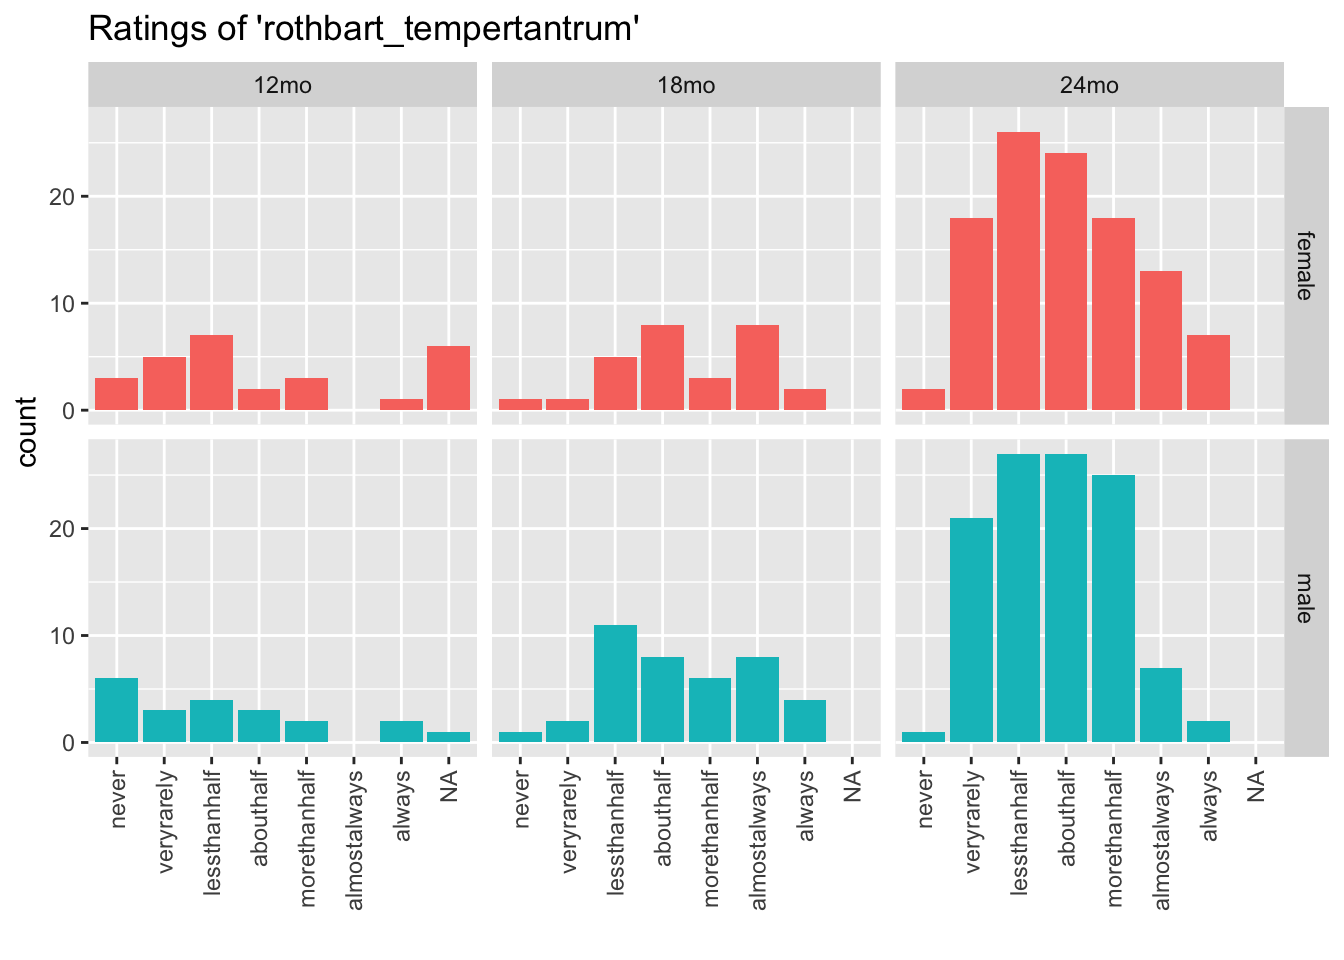 Ratings of 'rothbart_tempertantrum'
12mo 18mo 24mo
20
10
0
female
count
20
10
0
male
never veryrarely lessthanhalf abouthalf morethanhalf almostalways always NA never veryrarely lessthanhalf abouthalf morethanhalf almostalways always NA never veryrarely lessthanhalf abouthalf morethanhalf almostalways always NA